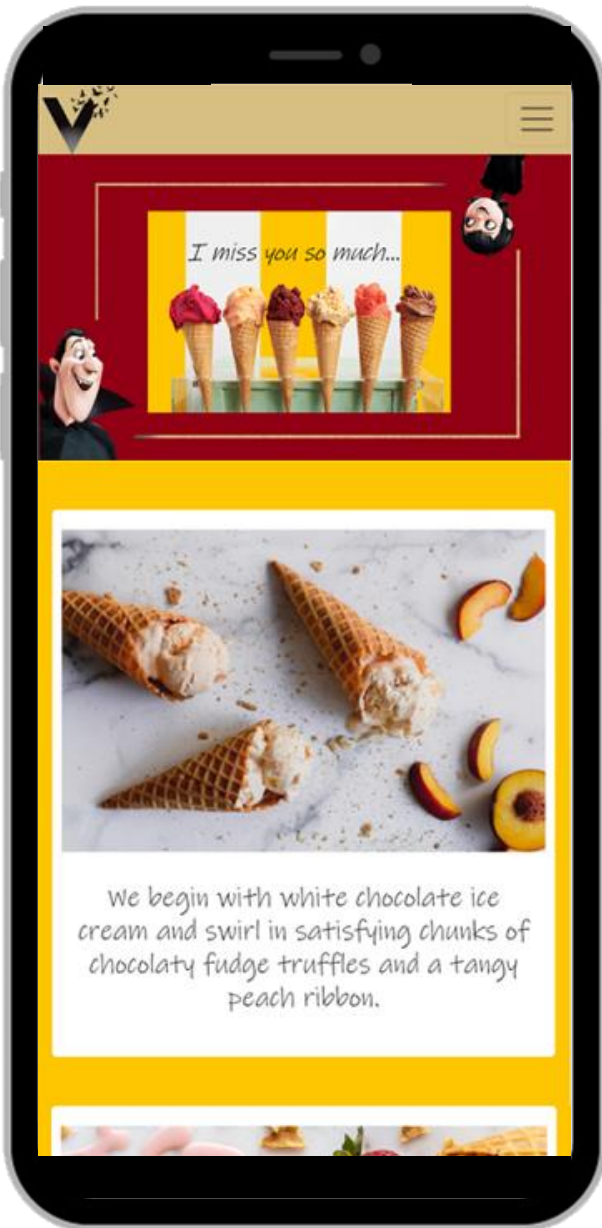 V
I miss you so much...
We begin with white chocolate ice
cream and swirl in satisfying chunks of
chocolaty fudge truffles and a tangy
peach ribbon.